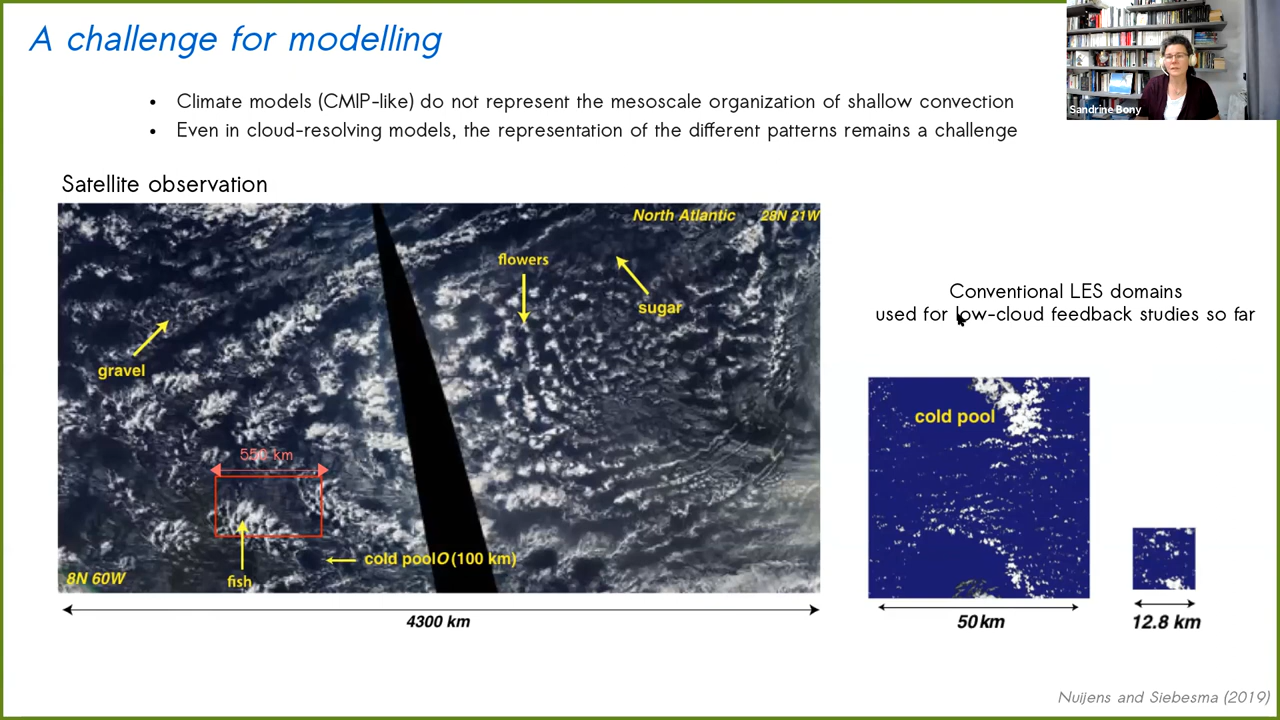 A challenge for modelling
Sandrine Bony
• Climate models (CMIP-like) do not represent the mesoscale organization of shallow convection
• Even in cloud-resolving models, the representation of the different patterns remains a challenge
Satellite observation
North Atlantic 28N 21W
flowers
sugar
gravel
550 km
cold pool O(100 km)
fish
8N 60W
4300 km
Conventional LES domains
used for low-cloud feedback studies so far
cold pool
50 km
12.8 km
Nuijens and Siebesma (2019)